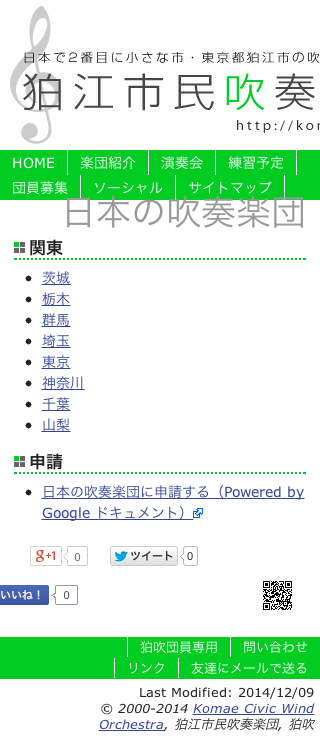 日本で２番目に小さな市・東京都狛江市の吹
狛江市民吹奏
http://kor
HOME 楽団紹介 演奏会 練習予定
団員募集 ソーシャル サイトマップ
日本の吹奏楽団
関東
茨城
栃木
群馬
埼玉
東京
神奈川
千葉
山梨
申請
日本の吹奏楽団に申請する（Powered by
Google ドキュメント）
g+1 0 ツイート 0
いいね！ 0
狛吹団員専用 問い合わせ
リンク 友達にメールで送る
Last Modified: 2014/12/09
© 2000-2014 Komae Civic Wind
Orchestra, 狛江市民吹奏楽団, 狛吹